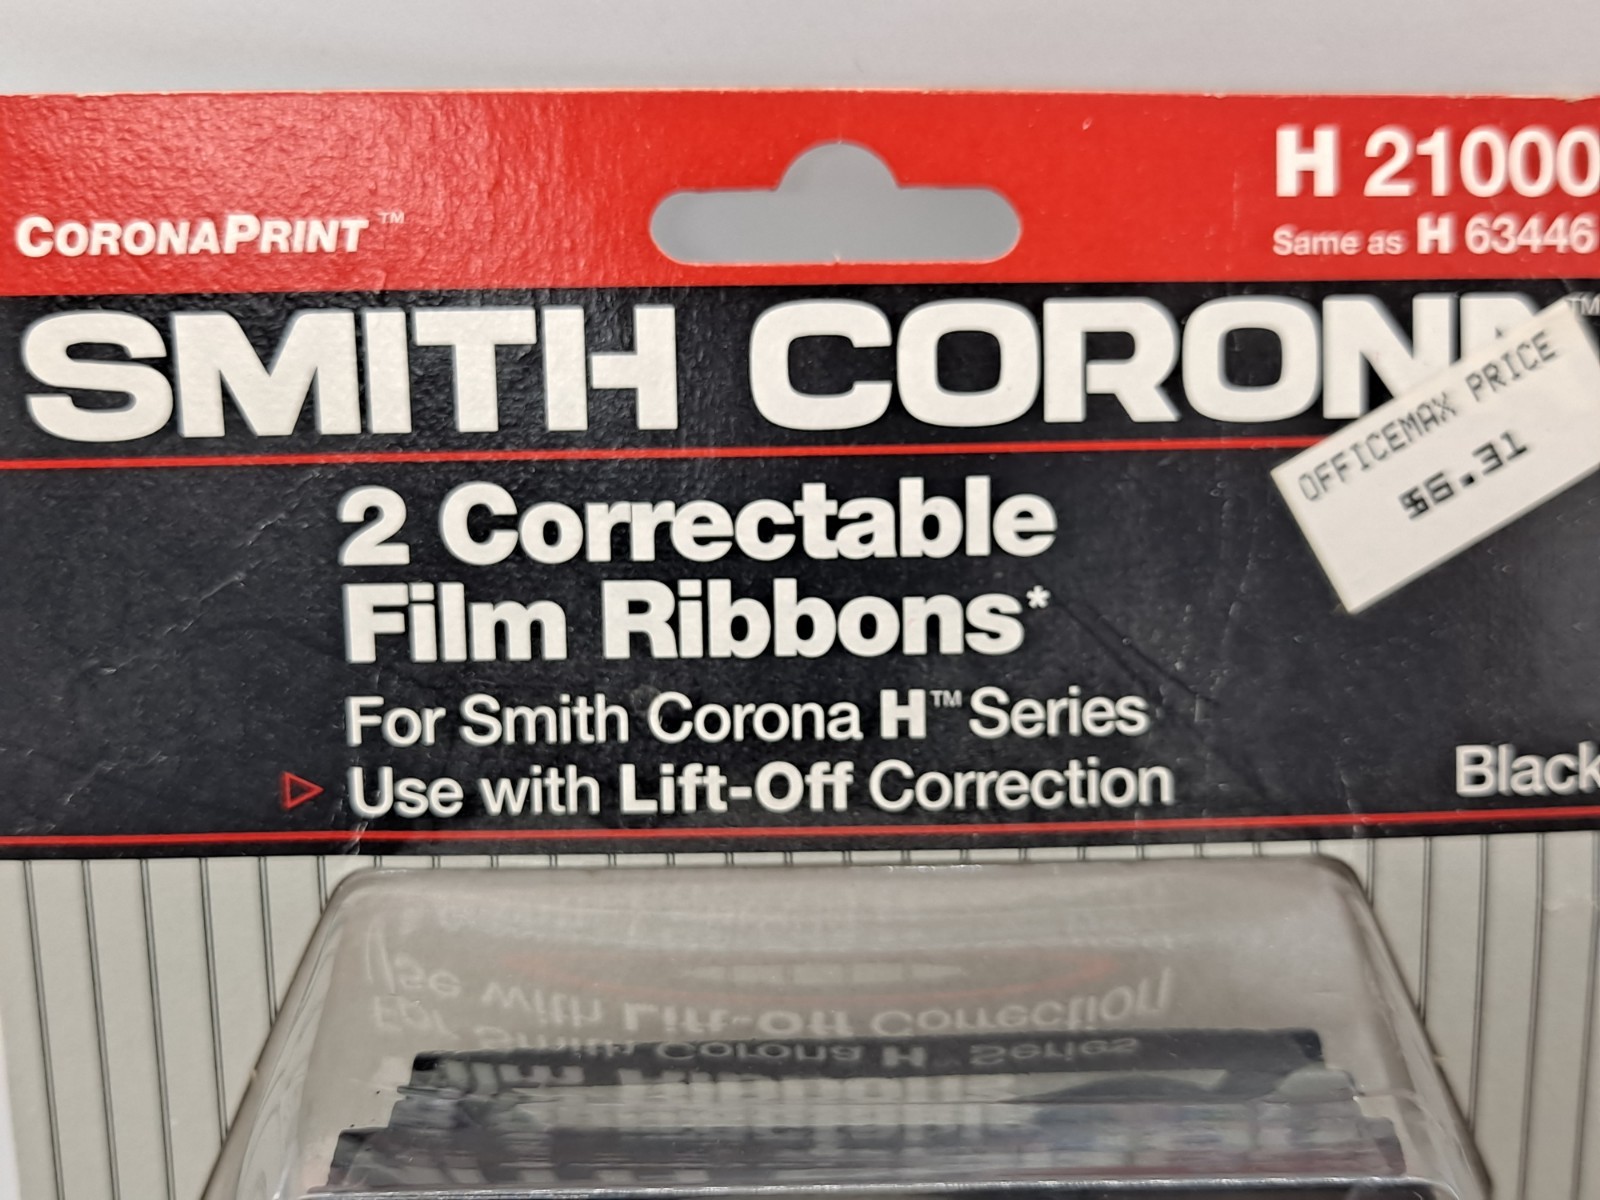 CORONAPRINT™
H 21000
Same as H 63446
SMITH CORONA™
OFFICEMAX PRICE
$6.31
2 Correctable
Film Ribbons*
For Smith Corona H™ Series
▷ Use with Lift-Off Correction
Black